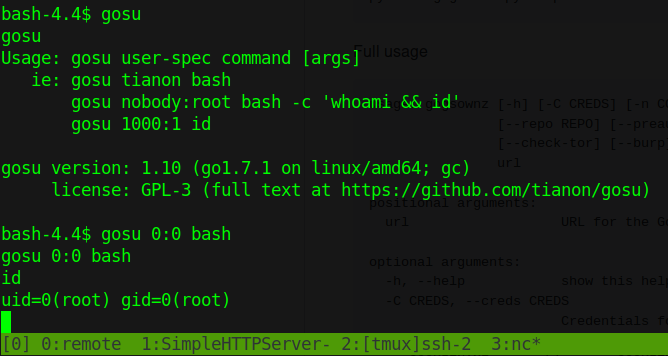 bash-4.4$ gosu
gosu
Usage: gosu user-spec command [args]
Full usage
   ie: gosu tianon bash
       gosu nobody:root bash -c 'whoami && id'
       gosu 1000:1 id
[-h] [-C CREDS] [-n
[--repo REPO]
[--check-tor]
url
gosu version: 1.10 (go1.7.1 on linux/amd64; gc)
     license: GPL-3 (full text at https://github.com/tianon/gosu)
positional arguments:
url URL for the
bash-4.4$ gosu 0:0 bash
gosu 0:0 bash
optional arguments:
id
-h, --help show this help
uid=0(root) gid=0(root)
-C CREDS, --creds CREDS
Credentials
[0] 0:remote  1:SimpleHTTPServer- 2:[tmux]ssh-2  3:nc*